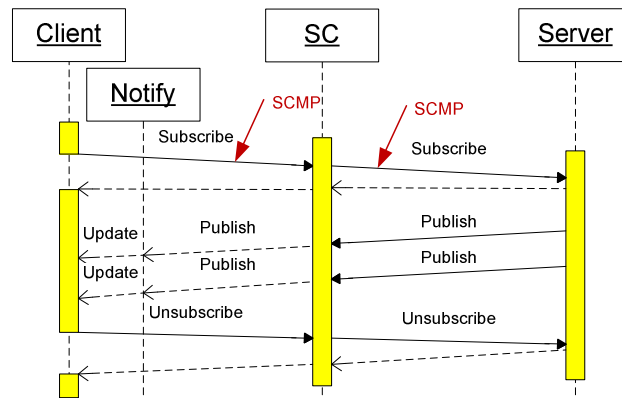 Client
SC
Server
Notify
SCMP
SCMP
Subscribe
Subscribe
Publish
Publish
Update
Publish
Publish
Update
Unsubscribe
Unsubscribe